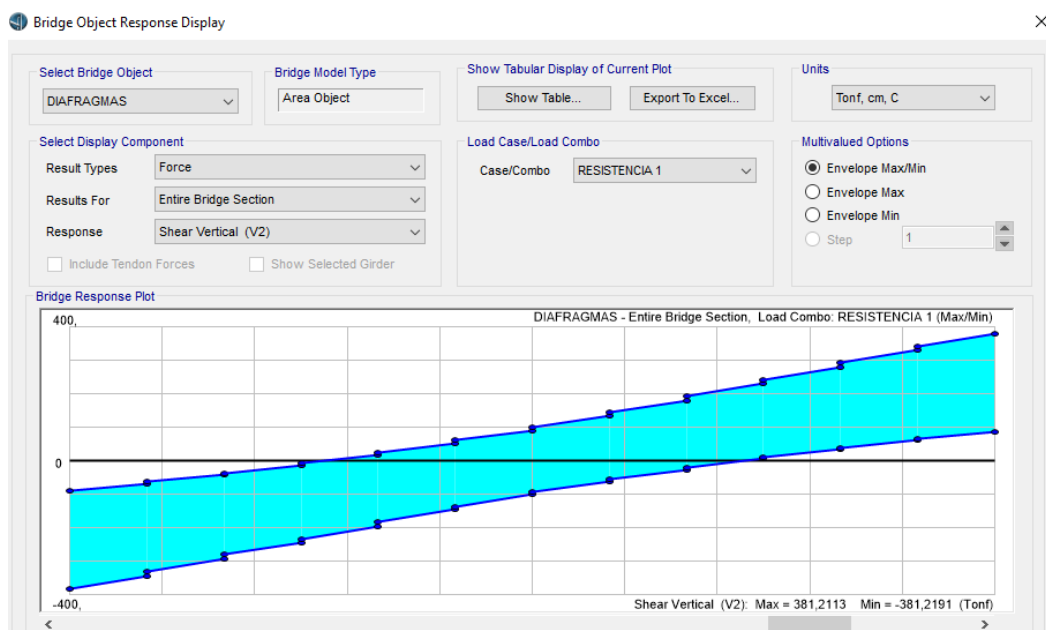 Bridge Object Response Display
Select Bridge Object
DIAFRAGMAS
Bridge Model Type
Area Object
Show Tabular Display of Current Plot
Show Table...
Export To Excel...
Units
Tonf, cm, C
Select Display Component
Result Types
Force
Results For
Entire Bridge Section
Response
Shear Vertical (V2)
Include Tendon Forces
Show Selected Girder
Load Case/Load Combo
Case/Combo
RESISTENCIA 1
Multivalued Options
Envelope Max/Min
Envelope Max
Envelope Min
Step
1
Bridge Response Plot
400,
DIAFRAGMAS - Entire Bridge Section, Load Combo: RESISTENCIA 1 (Max/Min)
0
-400,
Shear Vertical (V2): Max = 381,2113 Min = -381,2191 (Tonf)